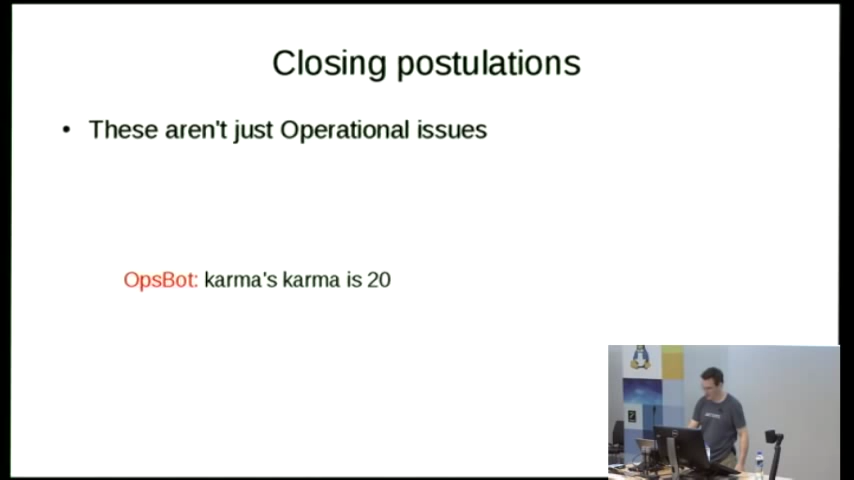 Closing postulations
• These aren't just Operational issues
OpsBot: karma's karma is 20